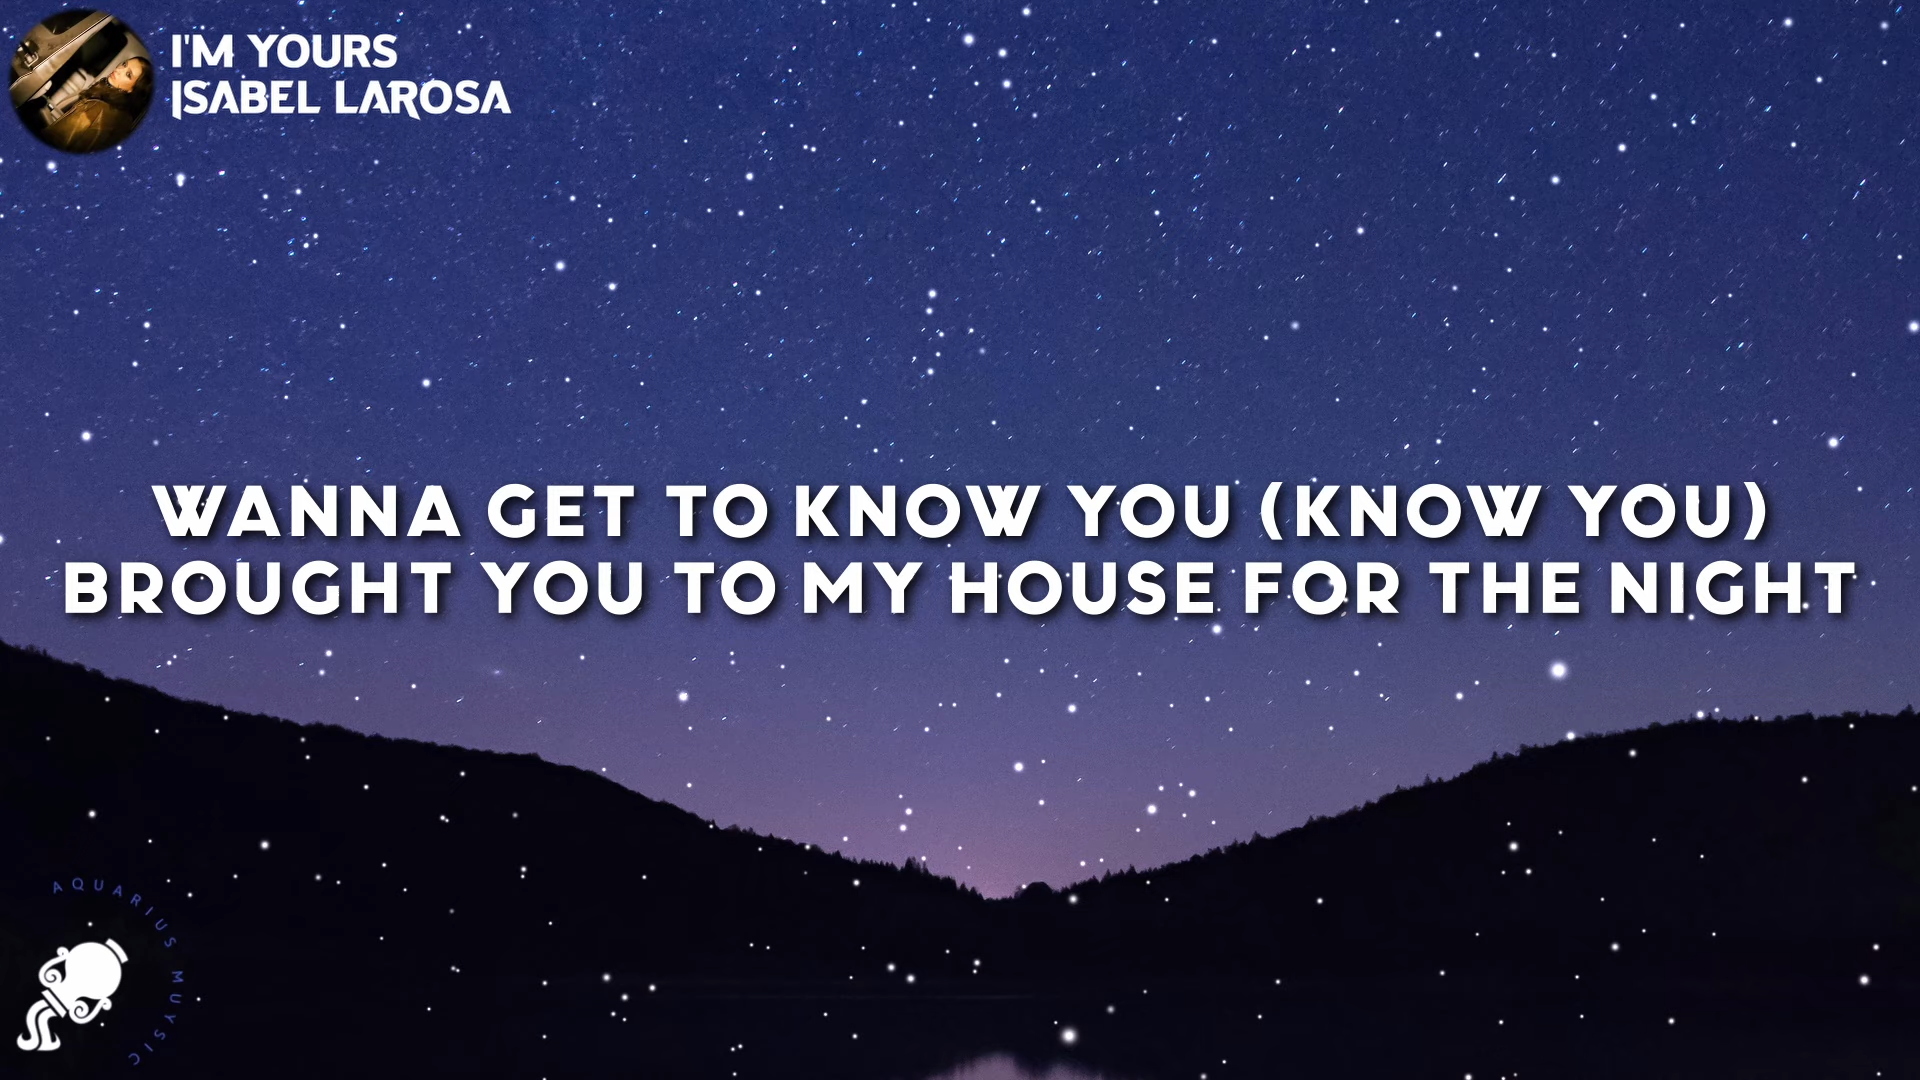 I'M YOURS
ISABEL LAROSA
WANNA GET TO KNOW YOU (KNOW YOU)
BROUGHT YOU TO MY HOUSE FOR THE NIGHT
AQUARIUS MUYSIC